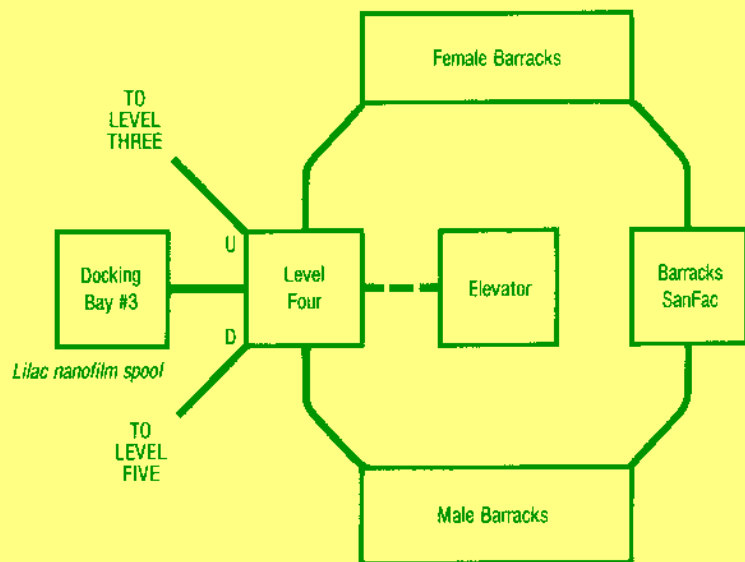 Female Barracks
TO
LEVEL
THREE
U
Docking
Bay #3
Level
Four
Elevator
Barracks
SanFac
D
Lilac nanofilm spool
TO
LEVEL
FIVE
Male Barracks